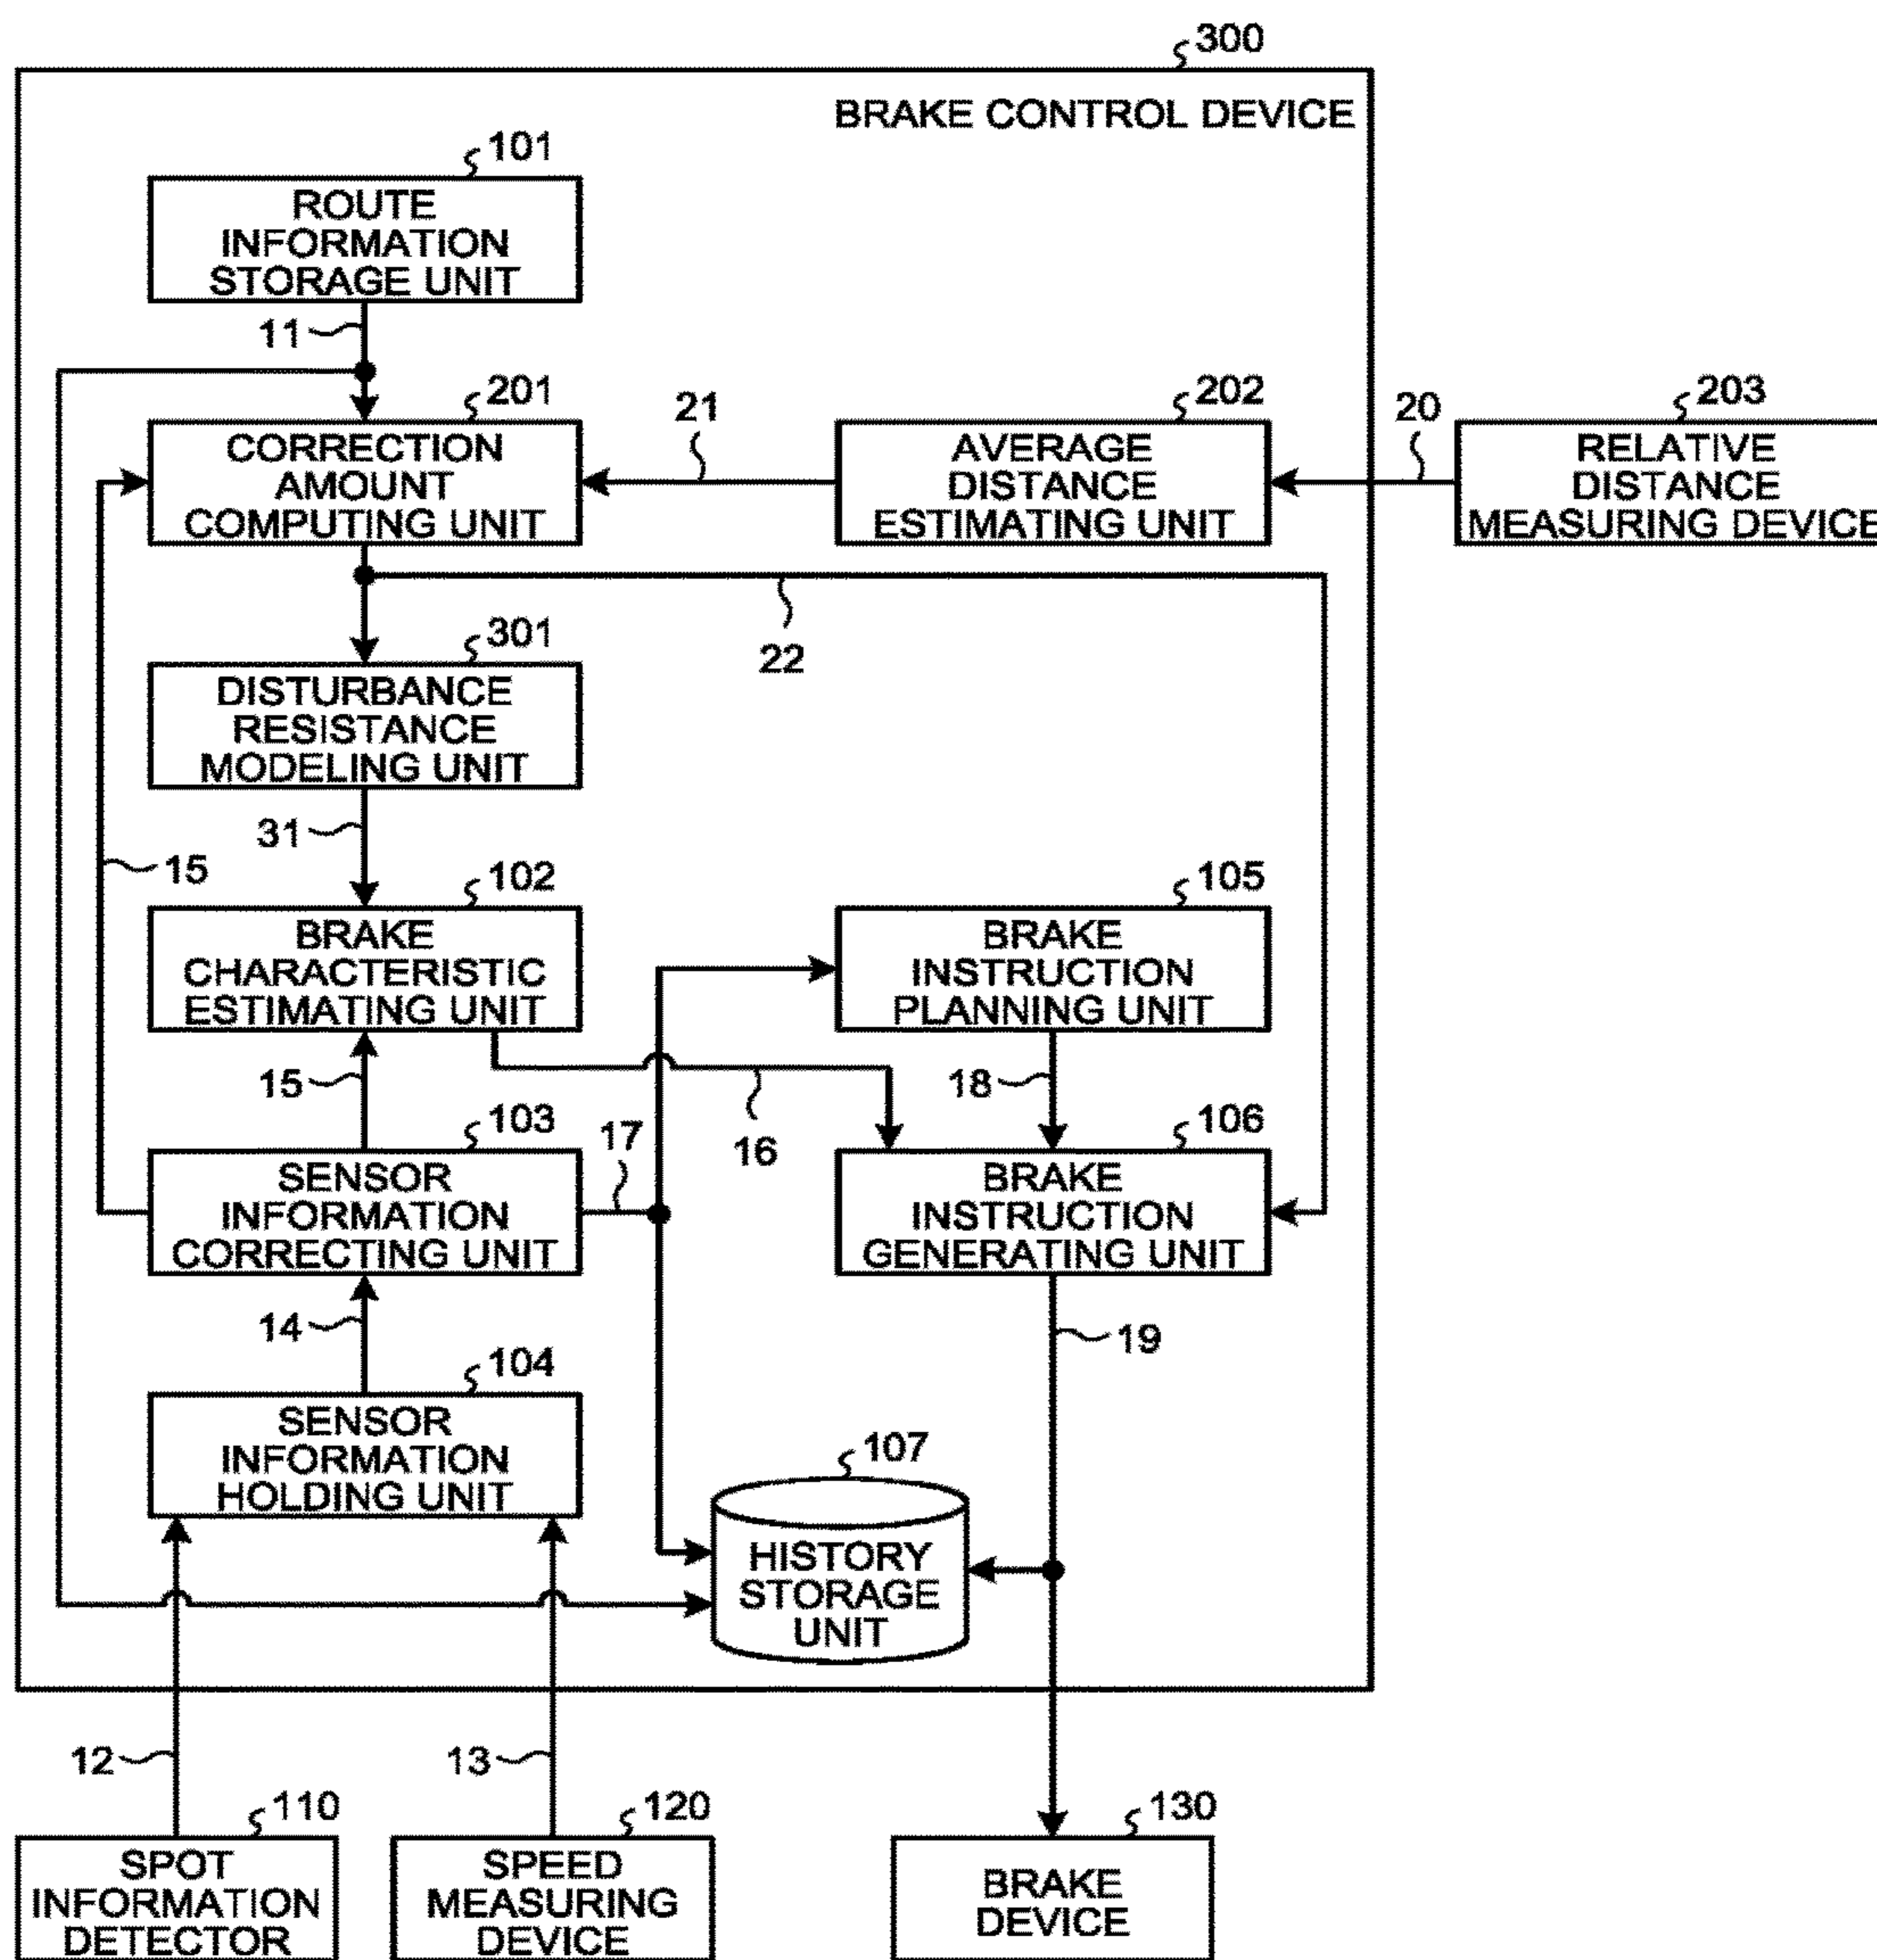 300
BRAKE CONTROL DEVICE
101
ROUTE
INFORMATION
STORAGE UNIT
11
201
CORRECTION
AMOUNT
COMPUTING UNIT
21
202
AVERAGE
DISTANCE
ESTIMATING UNIT
20
203
RELATIVE
DISTANCE
MEASURING DEVICE
22
301
DISTURBANCE
RESISTANCE
MODELING UNIT
31
15
102
BRAKE
CHARACTERISTIC
ESTIMATING UNIT
105
BRAKE
INSTRUCTION
PLANNING UNIT
15
16
18
103
SENSOR
INFORMATION
CORRECTING UNIT
17
106
BRAKE
INSTRUCTION
GENERATING UNIT
14
19
104
SENSOR
INFORMATION
HOLDING UNIT
107
HISTORY
STORAGE
UNIT
12
13
110
SPOT
INFORMATION
DETECTOR
120
SPEED
MEASURING
DEVICE
130
BRAKE
DEVICE